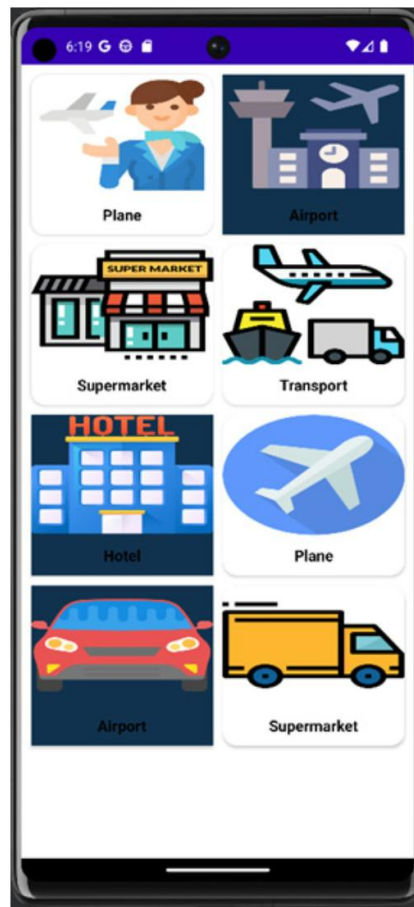 6:19 G
Plane
Airport
SUPER MARKET
Supermarket
Transport
HOTEL
Hotel
Plane
Airport
Supermarket